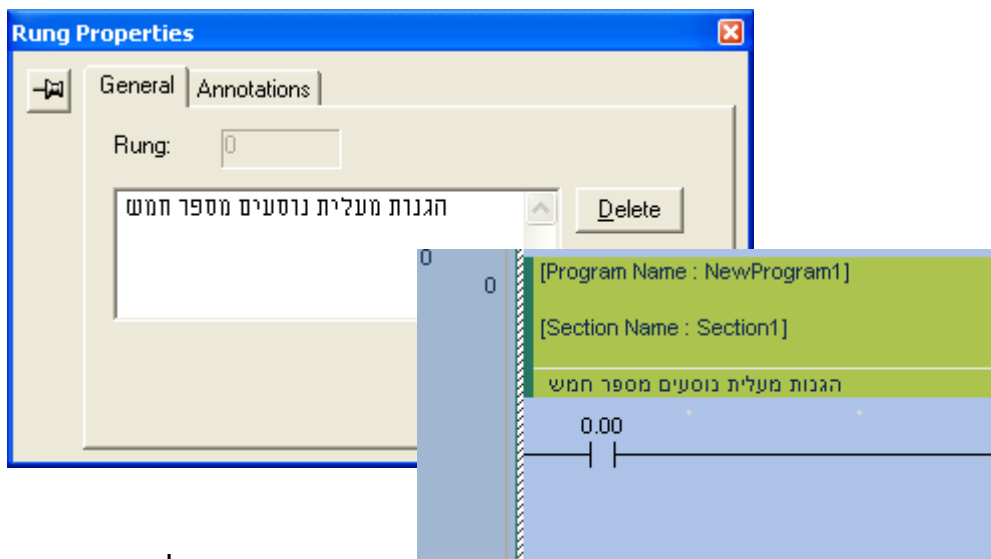 Rung Properties
General
Annotations
Rung:
0
הגנות מעלית נוסעים מספר חמש
Delete
0
0
[Program Name : NewProgram1]
[Section Name : Section1]
הגנות מעלית נוסעים מספר חמש
0.00